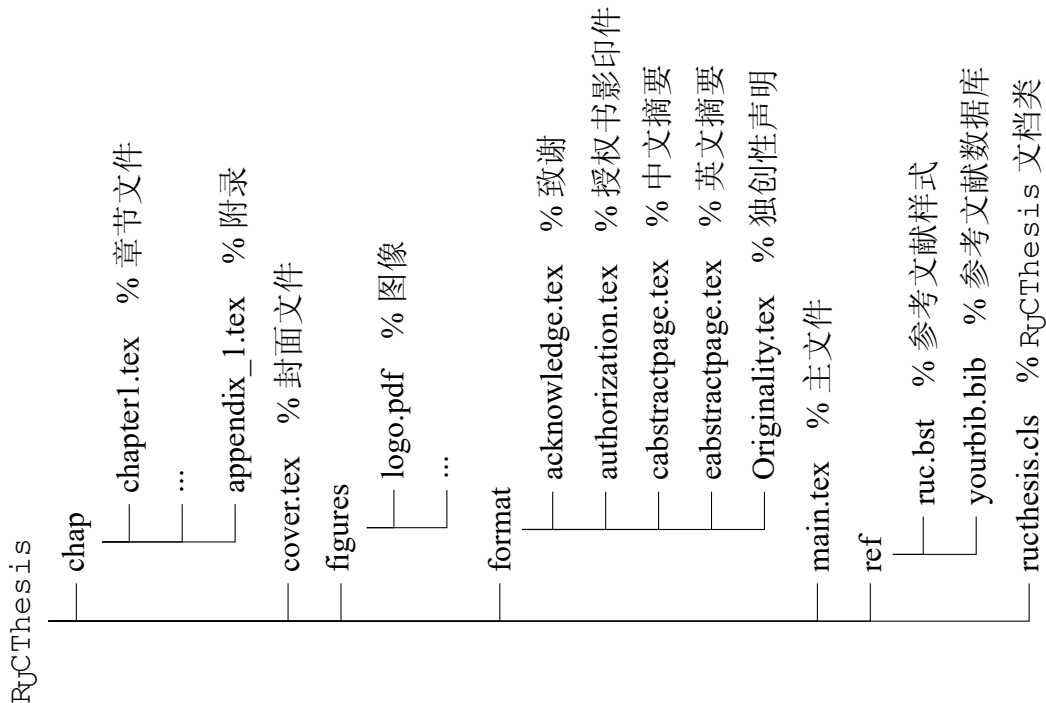 RUCThesis
chap
chapter1.tex % 章节文件
...
appendix_1.tex % 附录
cover.tex % 封面文件
figures
logo.pdf % 图像
...
format
acknowledge.tex % 致谢
authorization.tex % 授权书影印件
cabstractpage.tex % 中文摘要
eabstractpage.tex % 英文摘要
Originality.tex % 独创性声明
main.tex % 主文件
ref
ruc.bst % 参考文献样式
yourbib.bib % 参考文献数据库
ructhesis.cls % RUCThesis 文档类